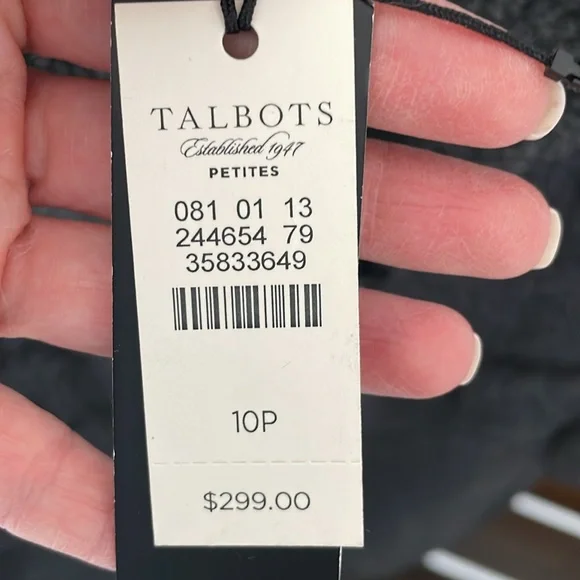 TALBOTS
Established 1947
PETITES
081 01 13
244654 79
35833649
10P
$299.00